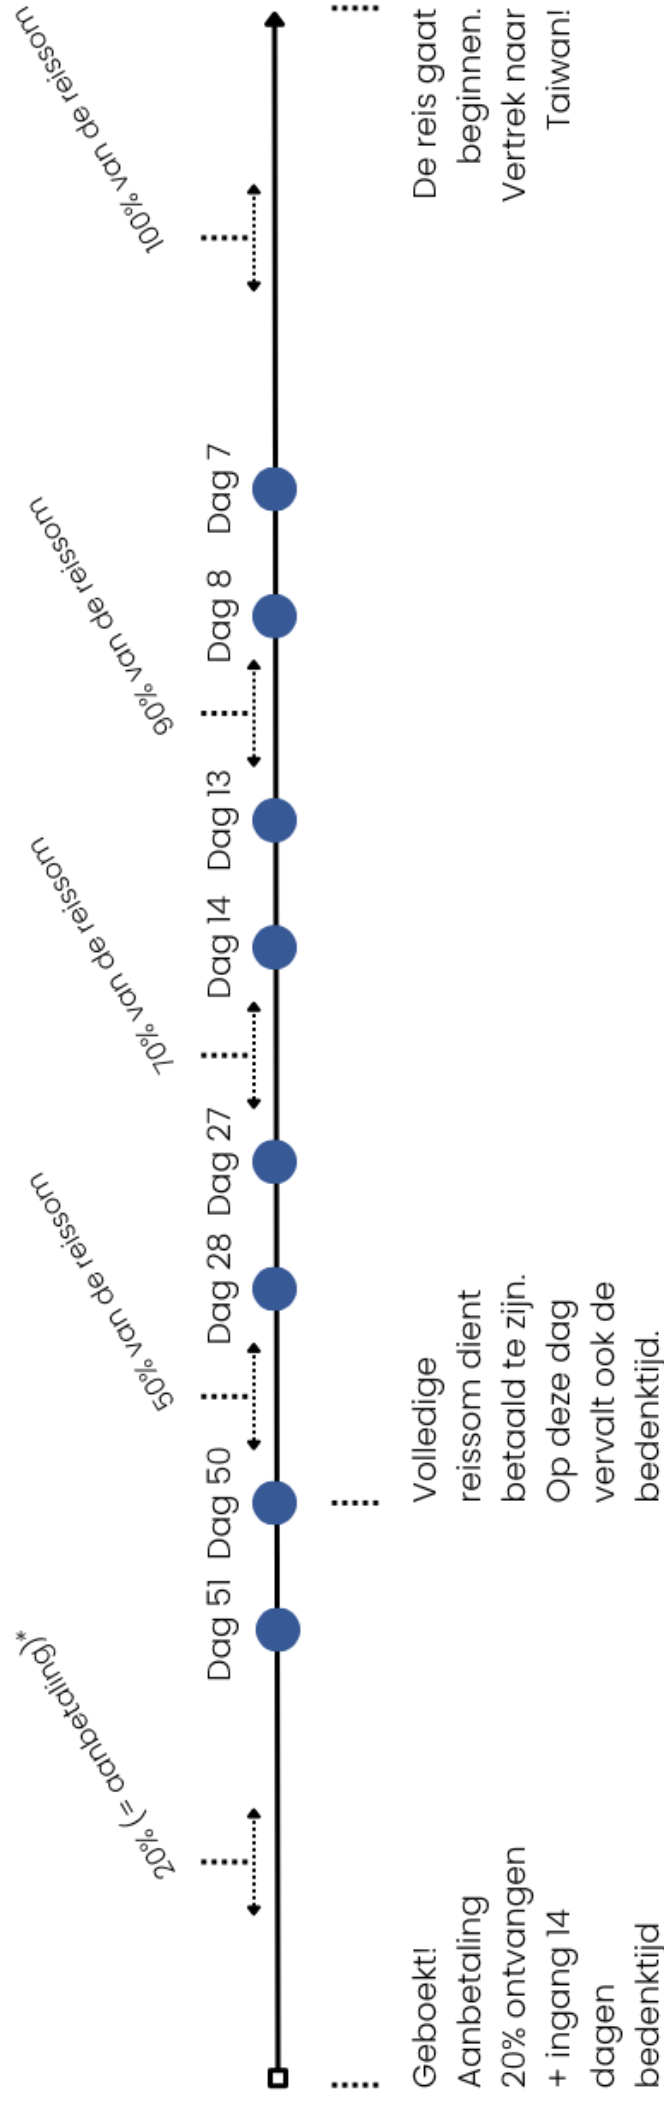 20% (= aanbetaling)*
50% van de reissom
70% van de reissom
90% van de reissom
100% van de reissom
Dag 51
Dag 50
Dag 28
Dag 27
Dag 14
Dag 13
Dag 8
Dag 7
Geboekt!
Aanbetaling
20% ontvangen
+ ingang 14
dagen
bedenktijd
Volledige
reissom dient
betaald te zijn.
Op deze dag
vervalt ook de
bedenktijd.
De reis gaat
beginnen.
Vertrek naar
Taiwan!